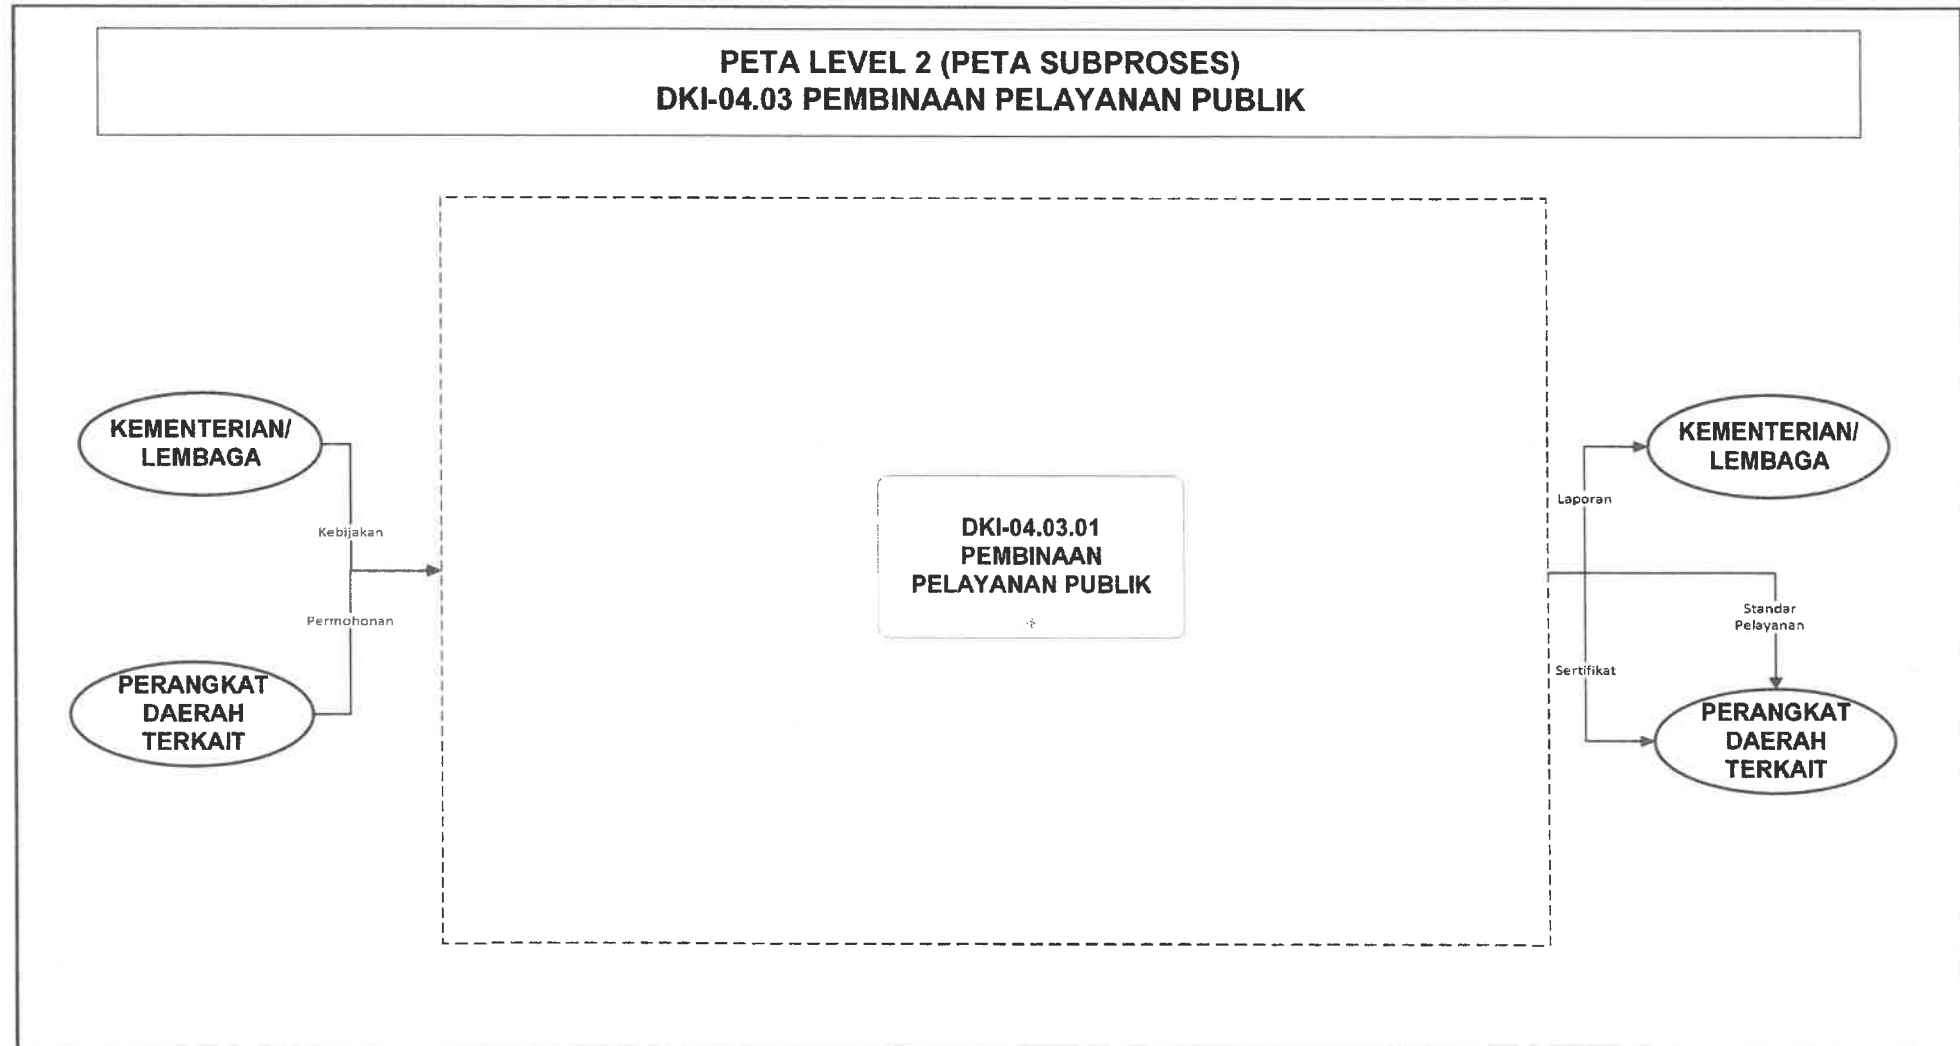 PETA LEVEL 2 (PETA SUBPROSES)
DKI-04.03 PEMBINAAN PELAYANAN PUBLIK
KEMENTERIAN/
LEMBAGA
Kebijakan
Permohonan
PERANGKAT
DAERAH
TERKAIT
DKI-04.03.01
PEMBINAAN
PELAYANAN PUBLIK
KEMENTERIAN/
LEMBAGA
Laporan
Standar
Pelayanan
Sertifikat
PERANGKAT
DAERAH
TERKAIT